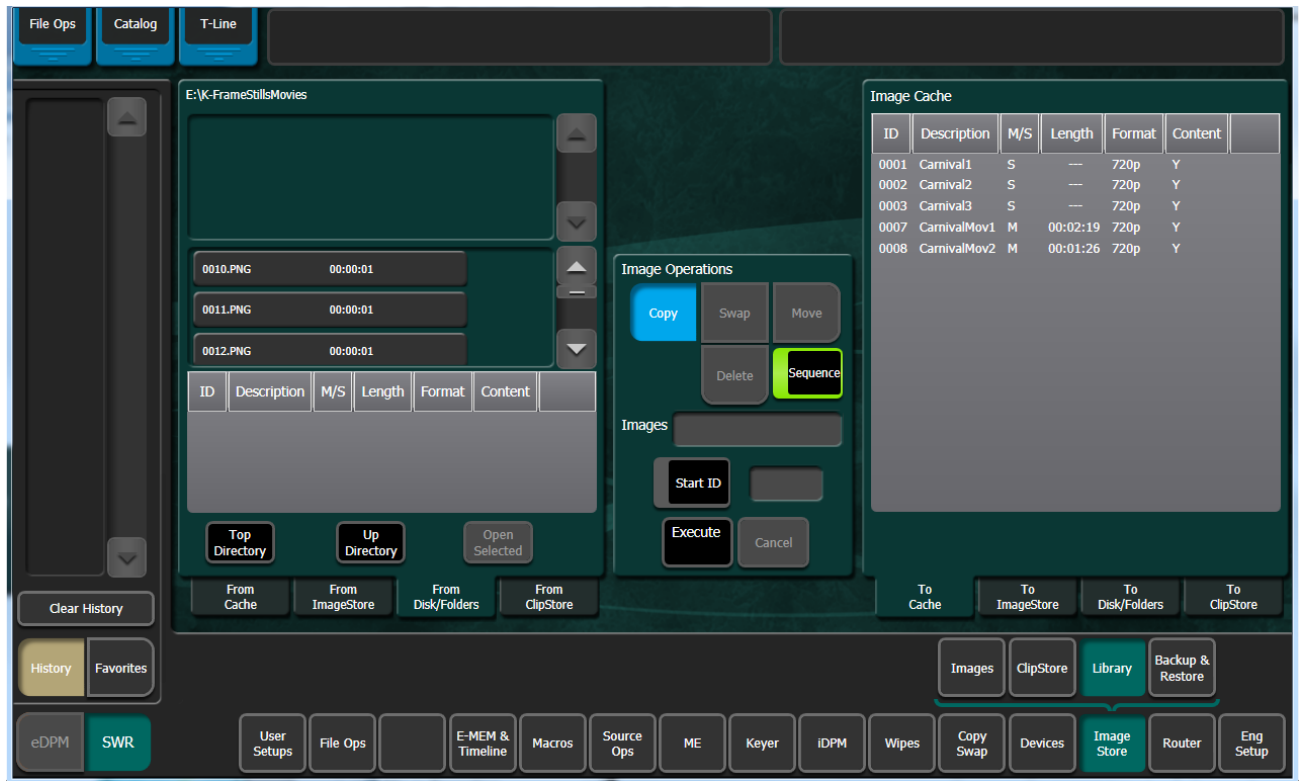 File Ops Catalog T-Line
E:\K-FrameStillsMovies
0010.PNG 00:00:01
0011.PNG 00:00:01
0012.PNG 00:00:01
ID Description M/S Length Format Content
Top Directory Up Directory Open Selected
From Cache From ImageStore From Disk/Folders From ClipStore
Image Operations
Copy Swap Move
Delete Sequence
Images
Start ID
Execute Cancel
Image Cache
ID Description M/S Length Format Content
0001 Carnival1 S --- 720p Y
0002 Carnival2 S --- 720p Y
0003 Carnival3 S --- 720p Y
0007 CarnivalMov1 M 00:02:19 720p Y
0008 CarnivalMov2 M 00:01:26 720p Y
To Cache To ImageStore To Disk/Folders To ClipStore
Clear History
History Favorites
Images ClipStore Library Backup & Restore
eDPM SWR User Setups File Ops E-MEM & Timeline Macros Source Ops ME Keyer iDPM Wipes Copy Swap Devices Image Store Router Eng Setup